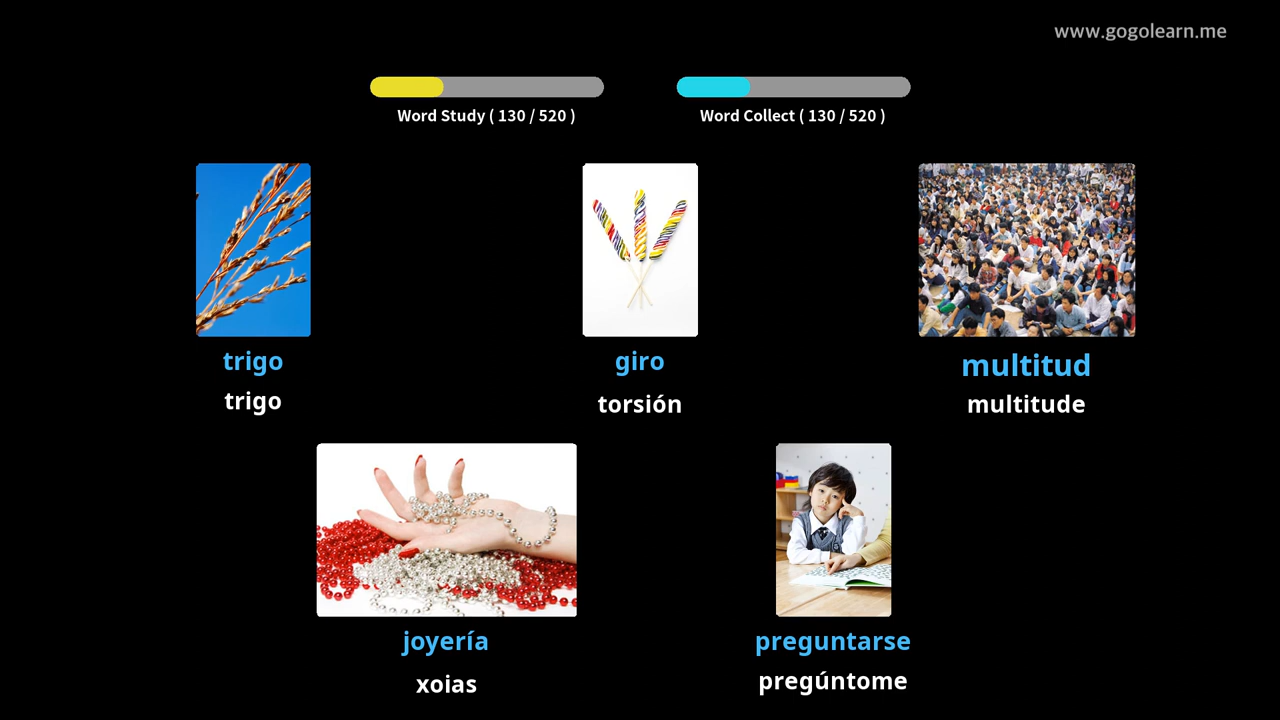 www.gogolearn.me
Word Study ( 130 / 520 )
Word Collect ( 130 / 520 )
trigo
trigo
giro
torsión
multitud
multitude
joyería
xoias
preguntarse
pregúntome